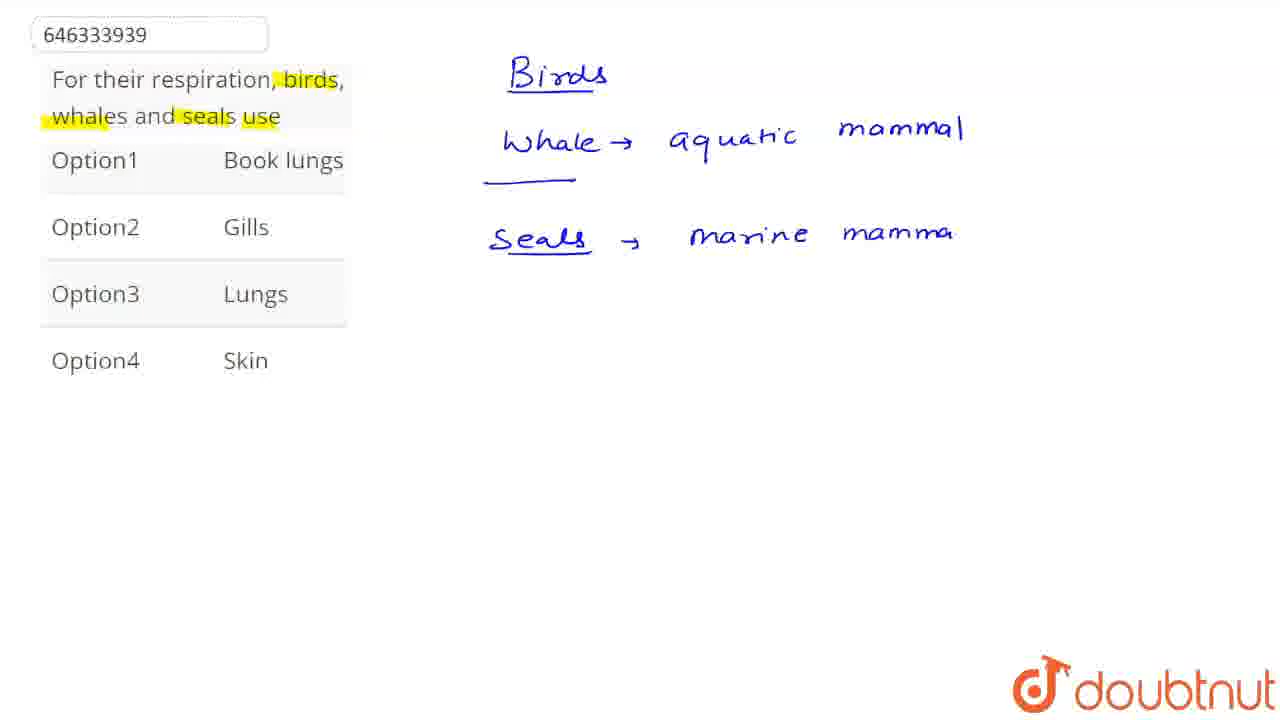 646333939
For their respiration, birds,
whales and seals use
Option1 Book lungs
Option2 Gills
Option3 Lungs
Option4 Skin
Birds
Whale → aquatic mammal
Seals → marine mamma
doubtnut